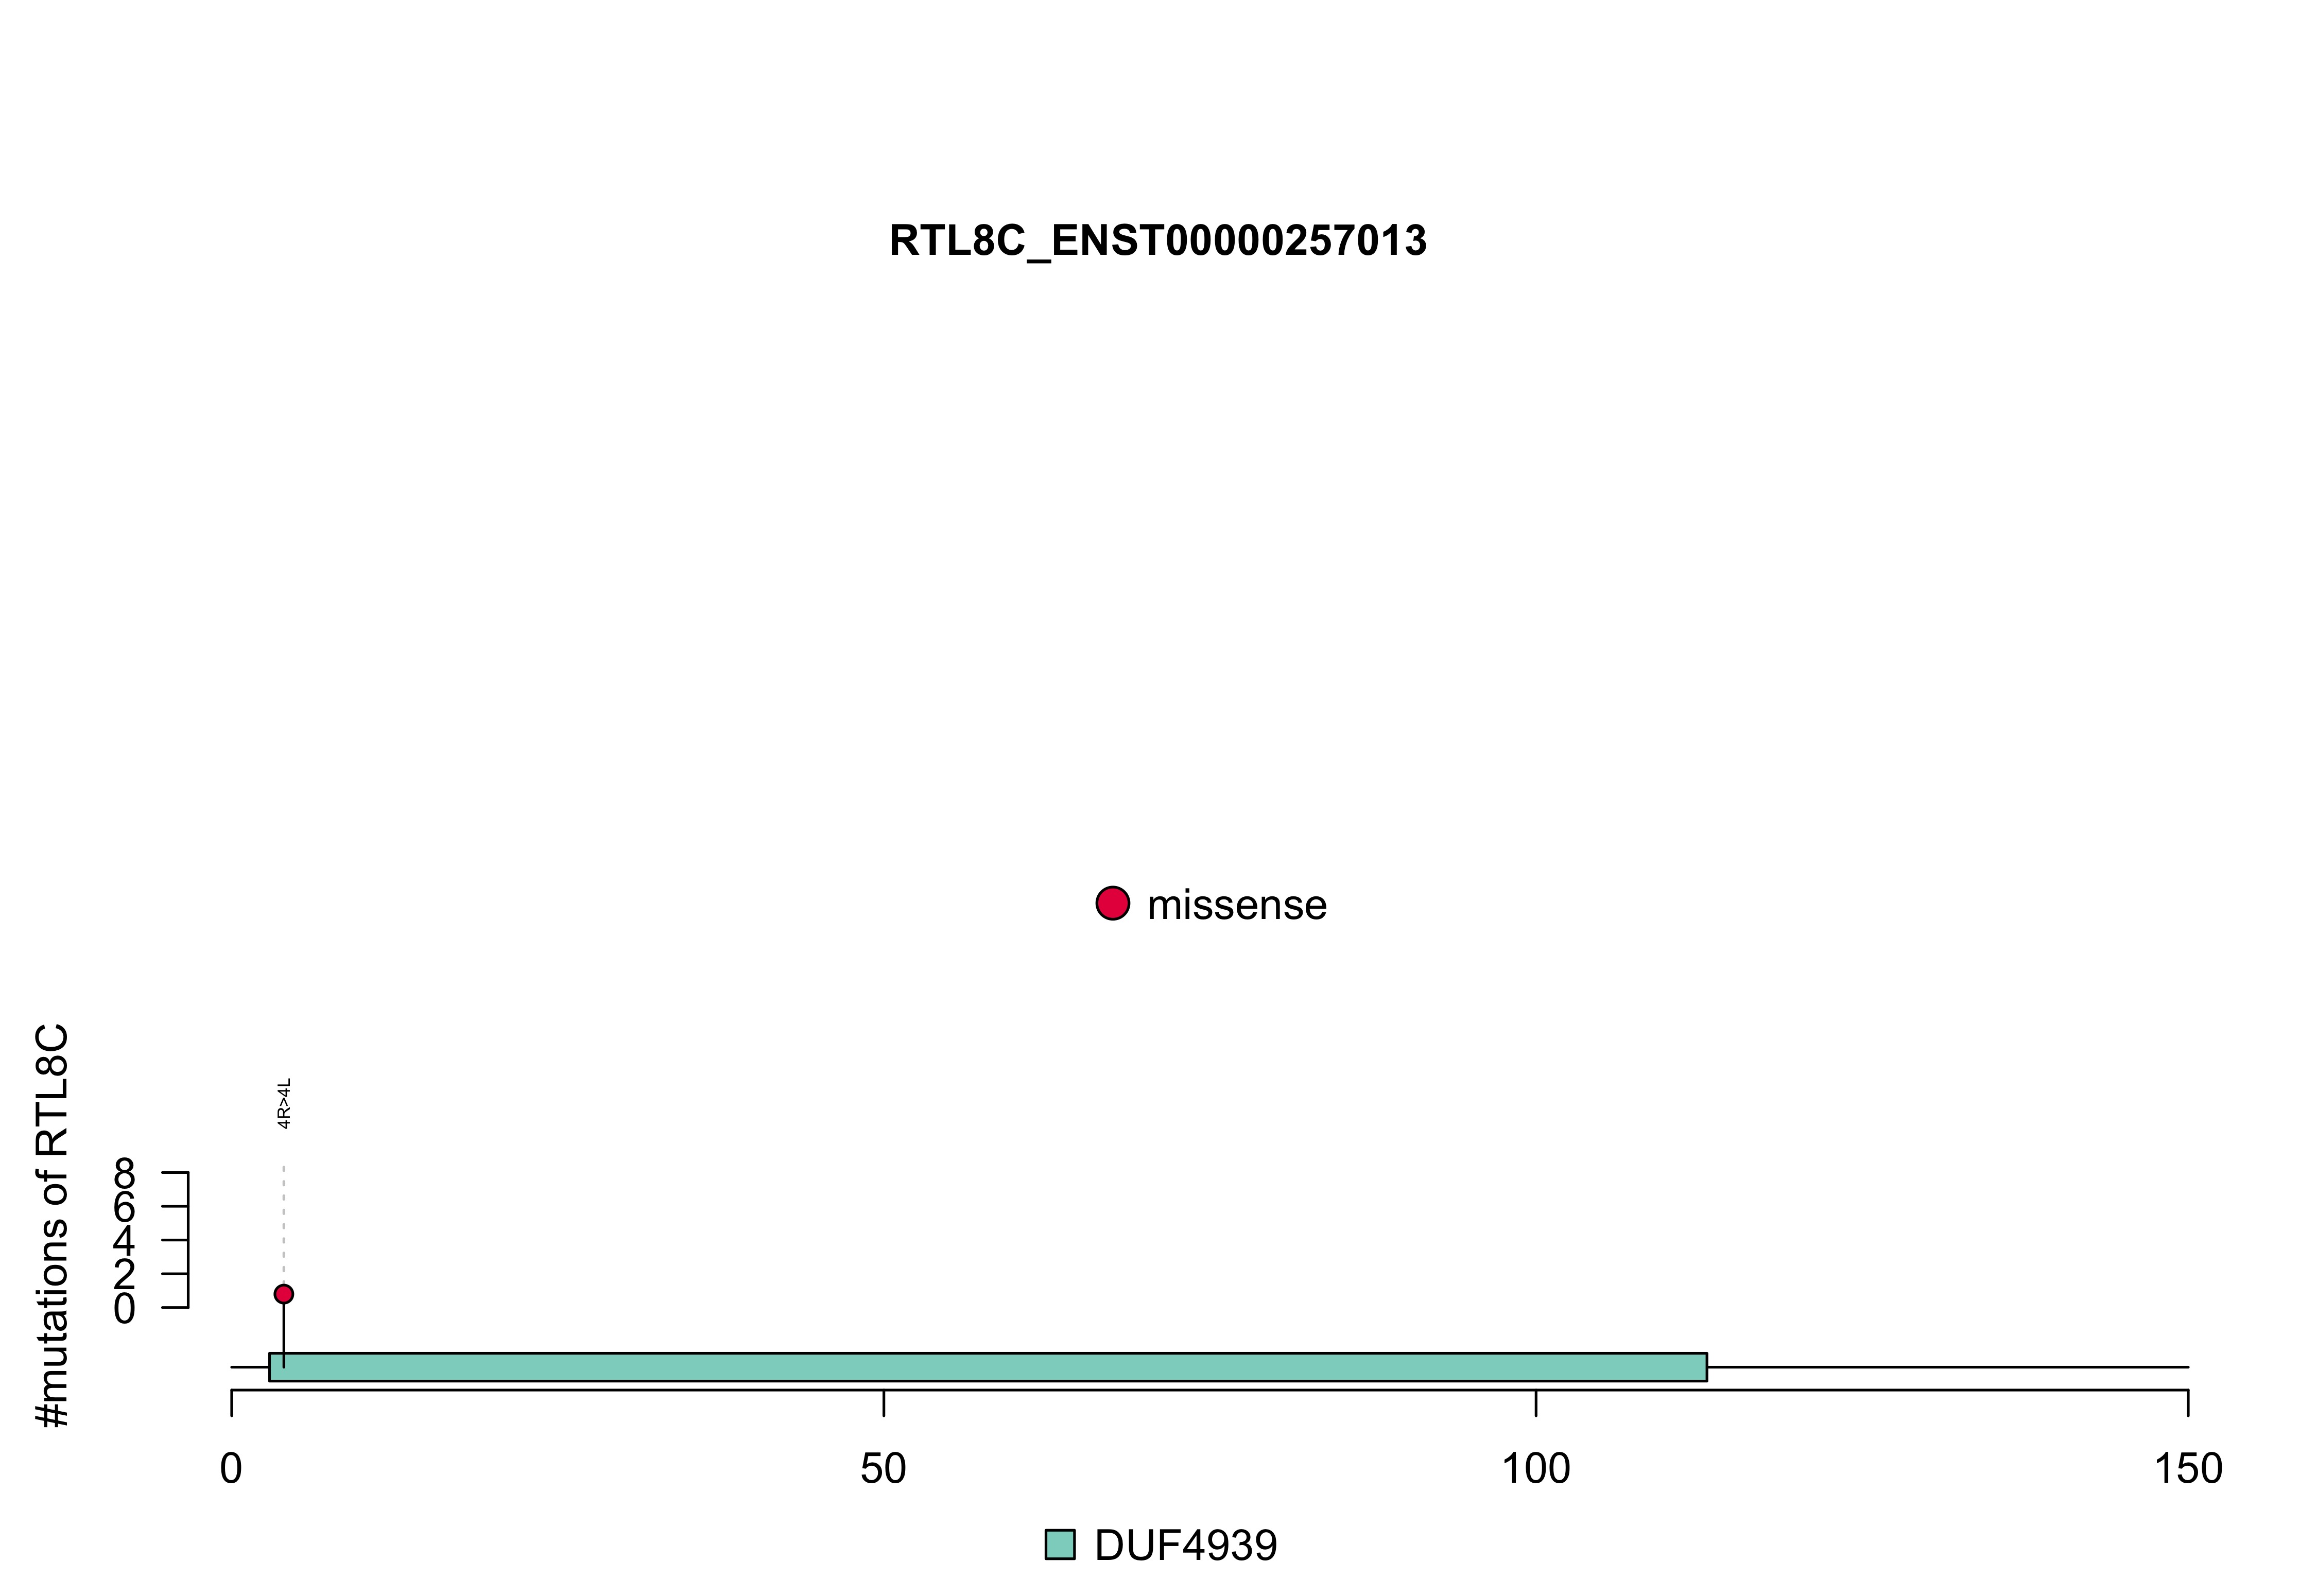 RTL8C_ENST00000257013
missense
#mutations of RTL8C
4R>4L
8
6
4
2
0
0
50
100
150
DUF4939